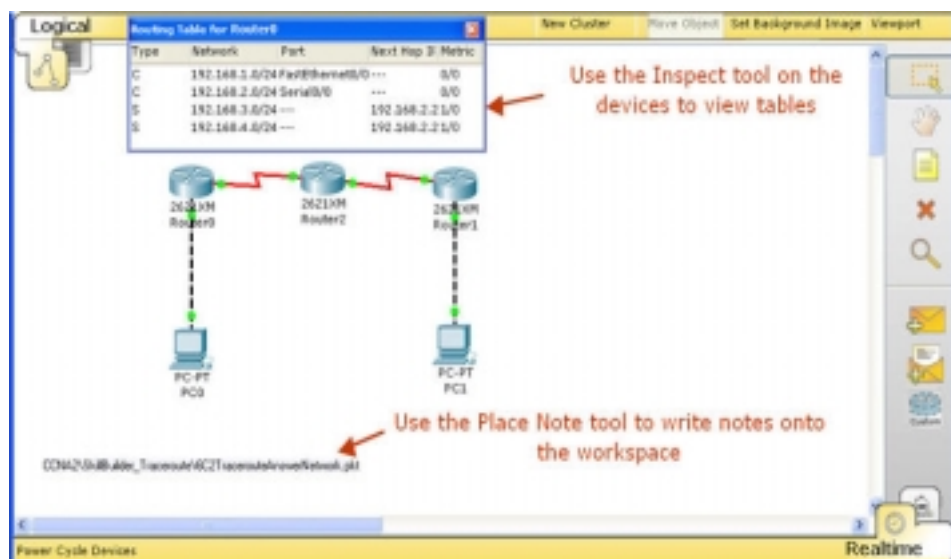 Logical
New Cluster
Move Object
Set Background Image
Viewport
Routing Table for Router0
Type Network Port Next Hop IP Metric
C 192.168.1.0/24 FastEthernet0/0 --- 0/0
C 192.168.2.0/24 Serial0/0 --- 0/0
S 192.168.3.0/24 --- 192.168.2.2 1/0
S 192.168.4.0/24 --- 192.168.2.2 1/0
Use the Inspect tool on the
devices to view tables
2621XM
Router0
2621XM
Router2
2621XM
Router1
PC-PT
PC0
PC-PT
PC1
Use the Place Note tool to write notes onto
the workspace
Custom
Power Cycle Devices
Realtime